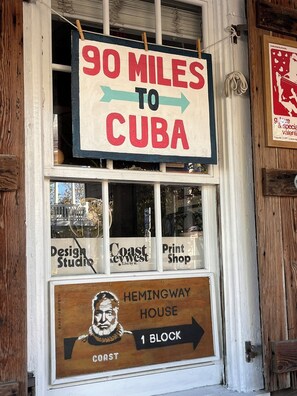 90 MILES
TO
CUBA
Design
Studio
Coast
Key West
Print
Shop
HEMINGWAY
HOUSE
1 BLOCK
COAST